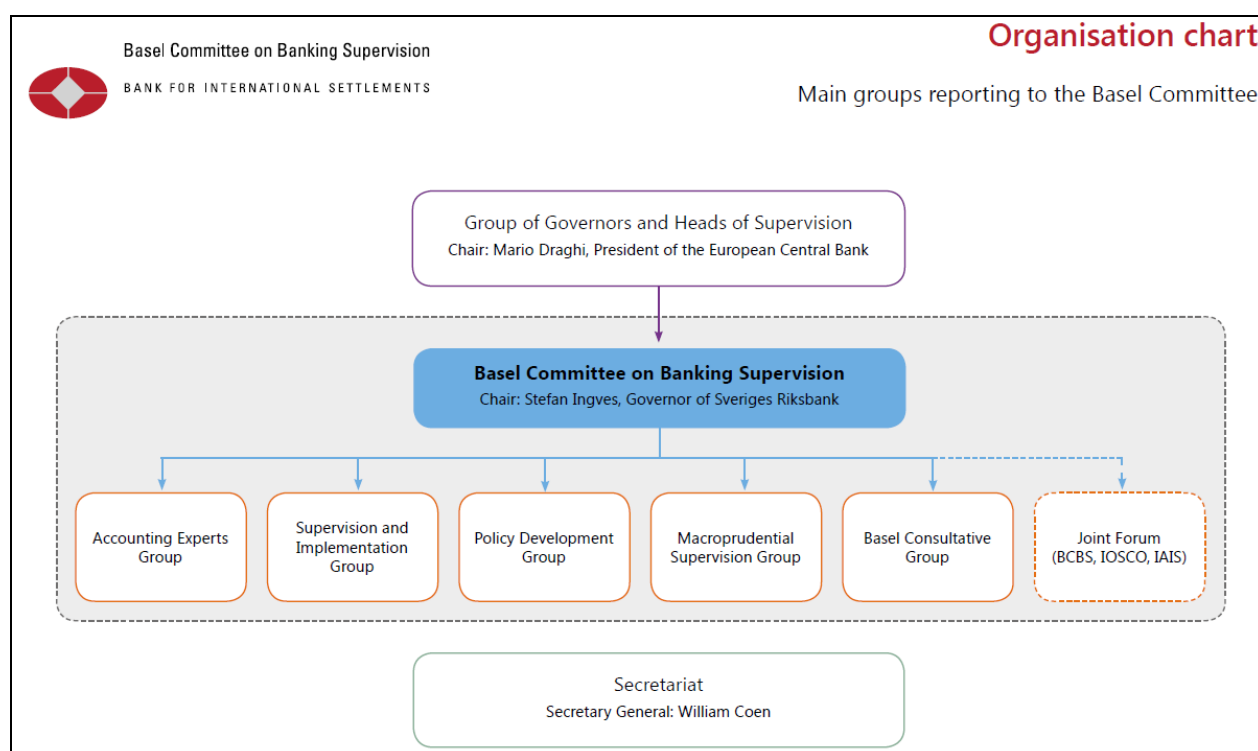 Organisation chart
Basel Committee on Banking Supervision
BANK FOR INTERNATIONAL SETTLEMENTS
Main groups reporting to the Basel Committee
Group of Governors and Heads of Supervision
Chair: Mario Draghi, President of the European Central Bank
Basel Committee on Banking Supervision
Chair: Stefan Ingves, Governor of Sveriges Riksbank
Accounting Experts
Group
Supervision and
Implementation
Group
Policy Development
Group
Macroprudential
Supervision Group
Basel Consultative
Group
Joint Forum
(BCBS, IOSCO, IAIS)
Secretariat
Secretary General: William Coen